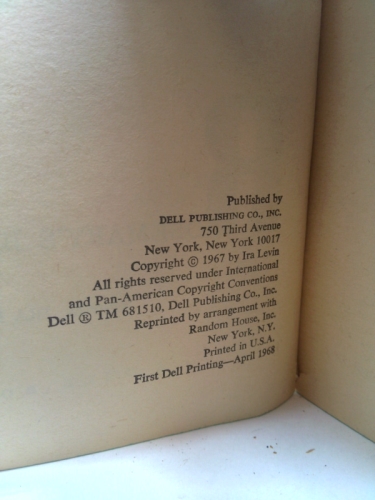 Published by
DELL PUBLISHING CO., INC.
750 Third Avenue
New York, New York 10017
Copyright © 1967 by Ira Levin
All rights reserved under International
and Pan-American Copyright Conventions
Dell ® TM 681510, Dell Publishing Co., Inc.
Reprinted by arrangement with
Random House, Inc.
New York, N.Y.
Printed in U.S.A.
First Dell Printing—April 1968